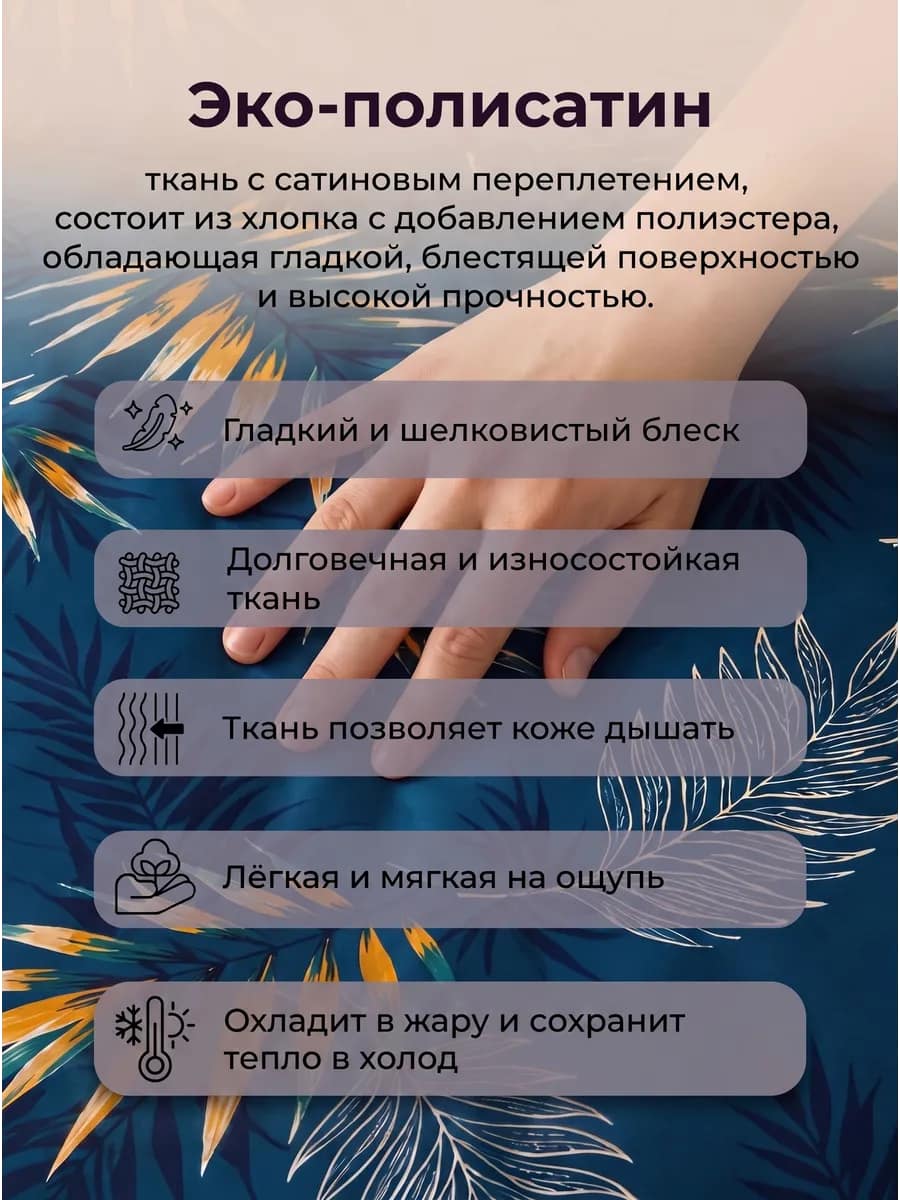 Эко-полисатин
ткань с сатиновым переплетением,
состоит из хлопка с добавлением полиэстера,
обладающая гладкой, блестящей поверхностью
и высокой прочностью.
Гладкий и шелковистый блеск
Долговечная и износостойкая
ткань
Ткань позволяет коже дышать
Лёгкая и мягкая на ощупь
Охладит в жару и сохранит
тепло в холод